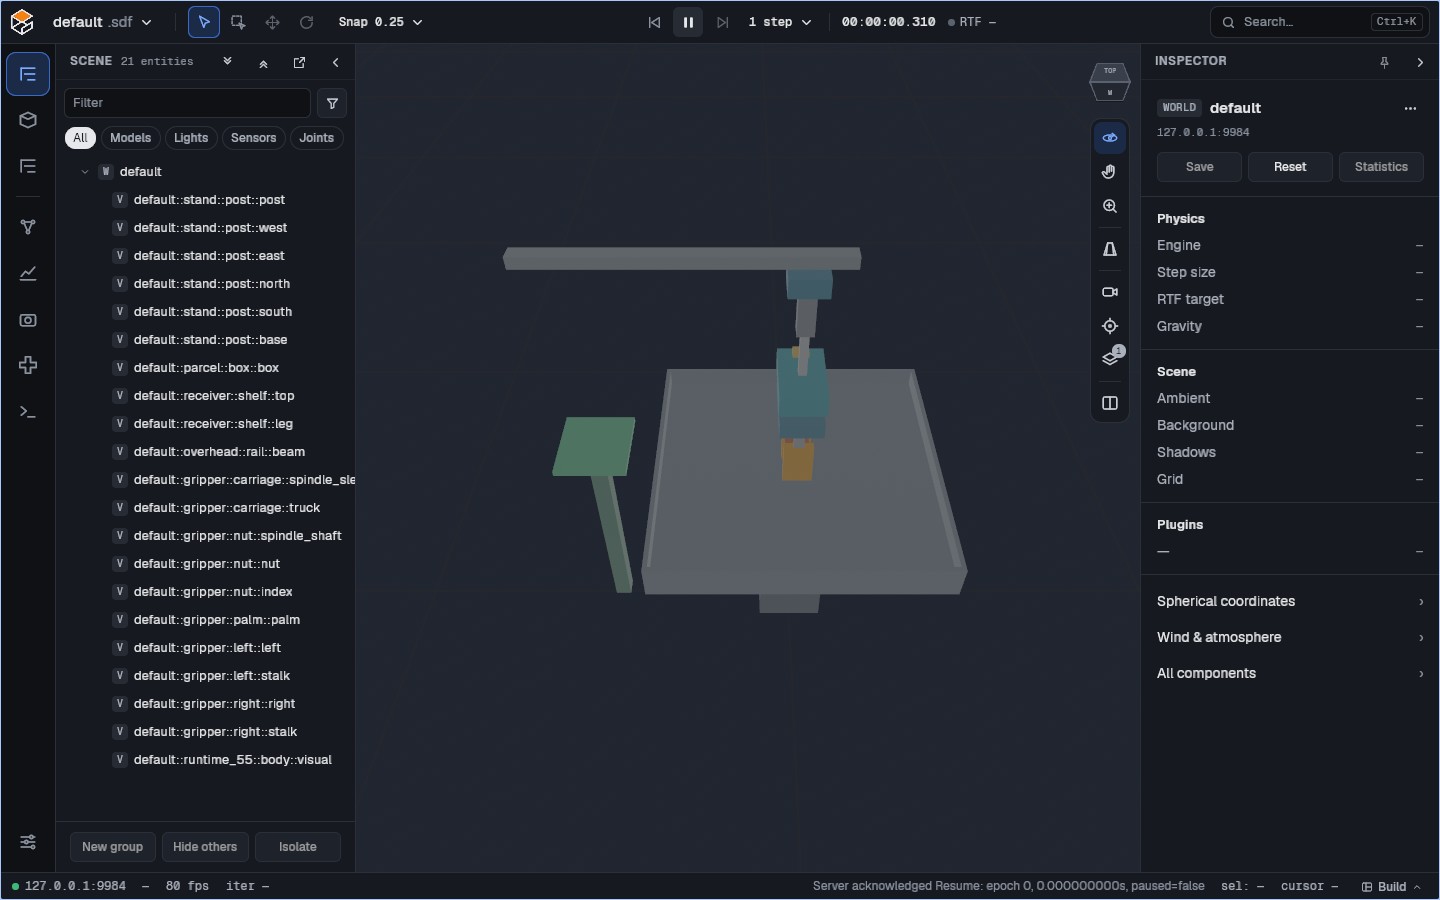 default .sdf
Snap 0.25
1 step
00:00:00.310
RTF –
Search...
Ctrl+K
SCENE 21 entities
Filter
All
Models
Lights
Sensors
Joints
W default
V default::stand::post::post
V default::stand::post::west
V default::stand::post::east
V default::stand::post::north
V default::stand::post::south
V default::stand::post::base
V default::parcel::box::box
V default::receiver::shelf::top
V default::receiver::shelf::leg
V default::overhead::rail::beam
V default::gripper::carriage::spindle_sle
V default::gripper::carriage::truck
V default::gripper::nut::spindle_shaft
V default::gripper::nut::nut
V default::gripper::nut::index
V default::gripper::palm::palm
V default::gripper::left::left
V default::gripper::left::stalk
V default::gripper::right::right
V default::gripper::right::stalk
V default::runtime_55::body::visual
New group
Hide others
Isolate
TOP
1
INSPECTOR
WORLD default
127.0.0.1:9984
Save
Reset
Statistics
Physics
Engine –
Step size –
RTF target –
Gravity –
Scene
Ambient –
Background –
Shadows –
Grid –
Plugins
— –
Spherical coordinates ›
Wind & atmosphere ›
All components ›
127.0.0.1:9984 – 80 fps iter –
Server acknowledged Resume: epoch 0, 0.000000000s, paused=false
sel: –
cursor –
Build